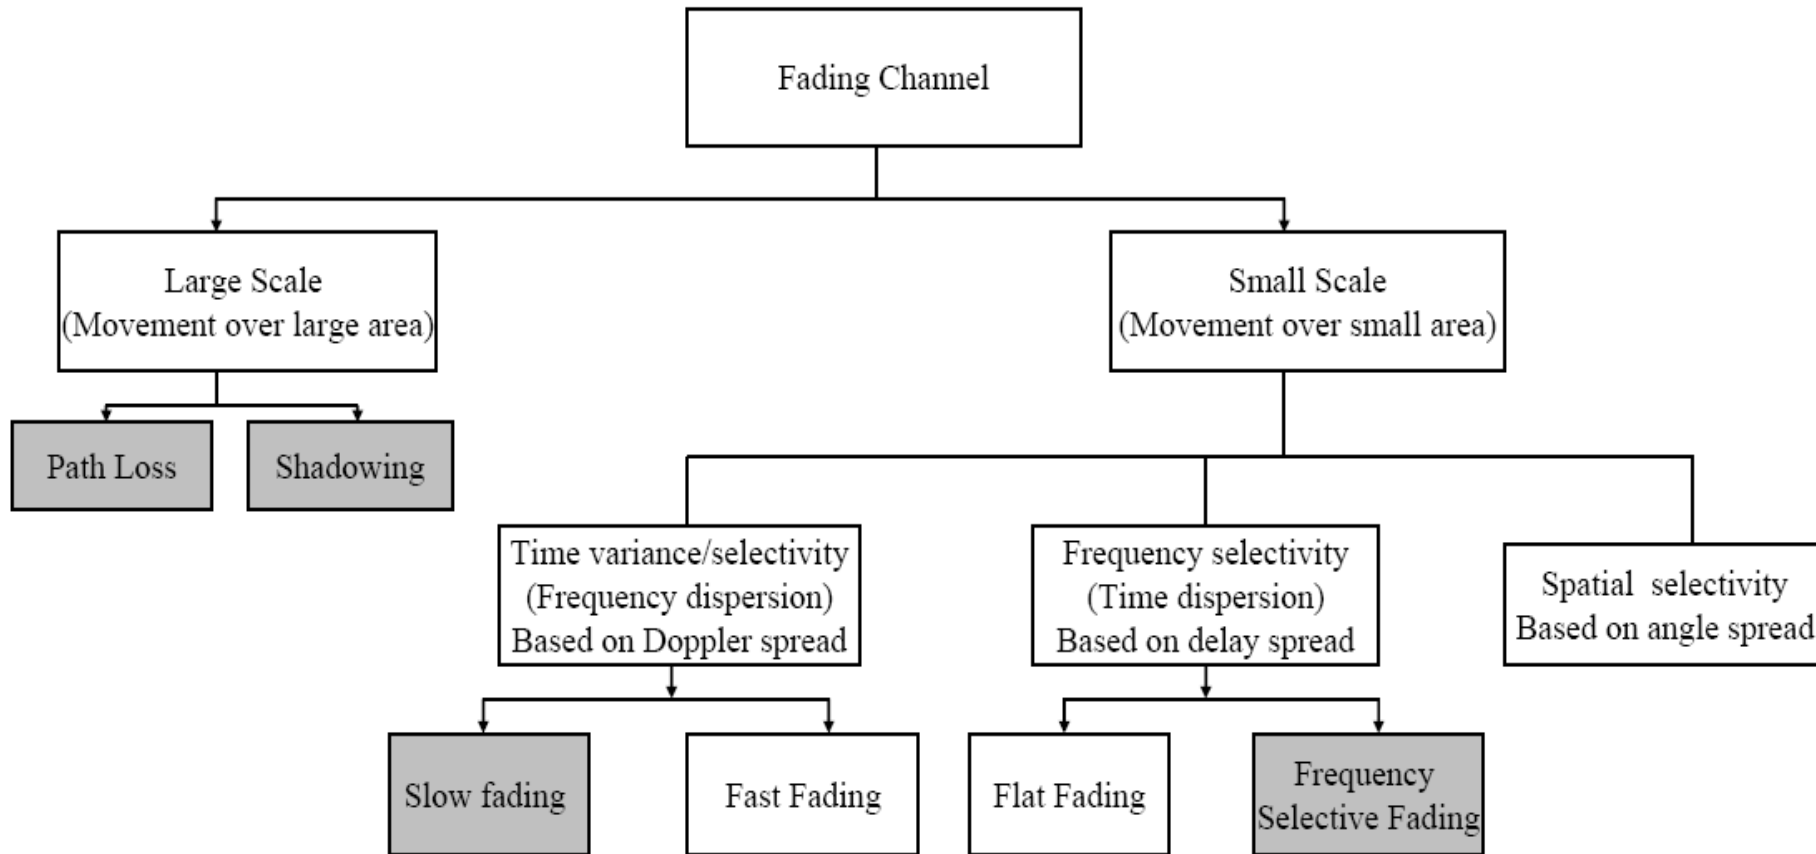 Fading Channel
Large Scale
(Movement over large area)
Small Scale
(Movement over small area)
Path Loss
Shadowing
Time variance/selectivity
(Frequency dispersion)
Based on Doppler spread
Frequency selectivity
(Time dispersion)
Based on delay spread
Spatial selectivity
Based on angle spread
Slow fading
Fast Fading
Flat Fading
Frequency
Selective Fading